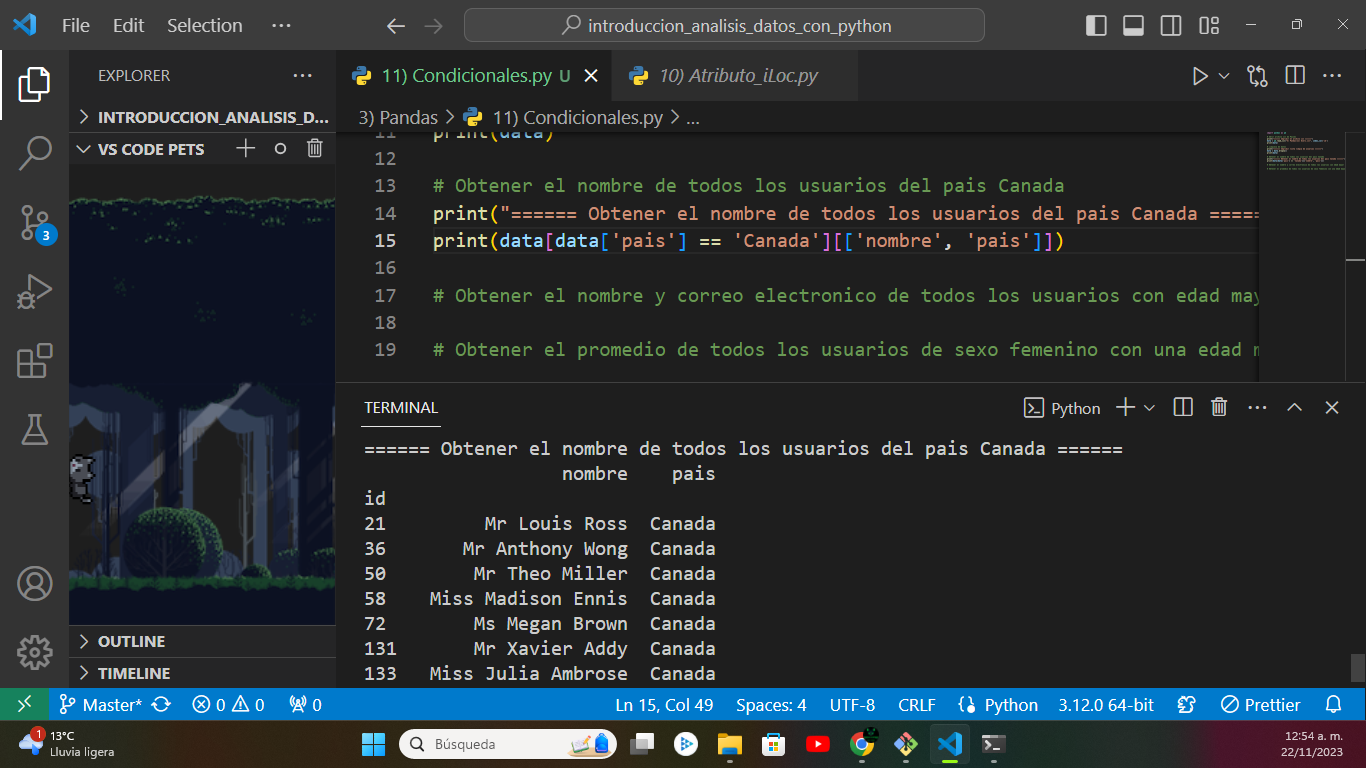 File Edit Selection ···
introduccion_analisis_datos_con_python
EXPLORER
INTRODUCCION_ANALISIS_D...
VS CODE PETS
OUTLINE
TIMELINE
3
11) Condicionales.py U
10) Atributo_iLoc.py
3) Pandas > 11) Condicionales.py > ...
11 print(data)
12
13 # Obtener el nombre de todos los usuarios del pais Canada
14 print("====== Obtener el nombre de todos los usuarios del pais Canada =====
15 print(data[data['pais'] == 'Canada'][['nombre', 'pais']])
16
17 # Obtener el nombre y correo electronico de todos los usuarios con edad may
18
19 # Obtener el promedio de todos los usuarios de sexo femenino con una edad m
TERMINAL
Python
====== Obtener el nombre de todos los usuarios del pais Canada ======
nombre pais
id
21 Mr Louis Ross Canada
36 Mr Anthony Wong Canada
50 Mr Theo Miller Canada
58 Miss Madison Ennis Canada
72 Ms Megan Brown Canada
131 Mr Xavier Addy Canada
133 Miss Julia Ambrose Canada
Master* 0 0 0 Ln 15, Col 49 Spaces: 4 UTF-8 CRLF Python 3.12.0 64-bit Prettier
1
13°C
Lluvia ligera
Búsqueda
12:54 a. m.
22/11/2023